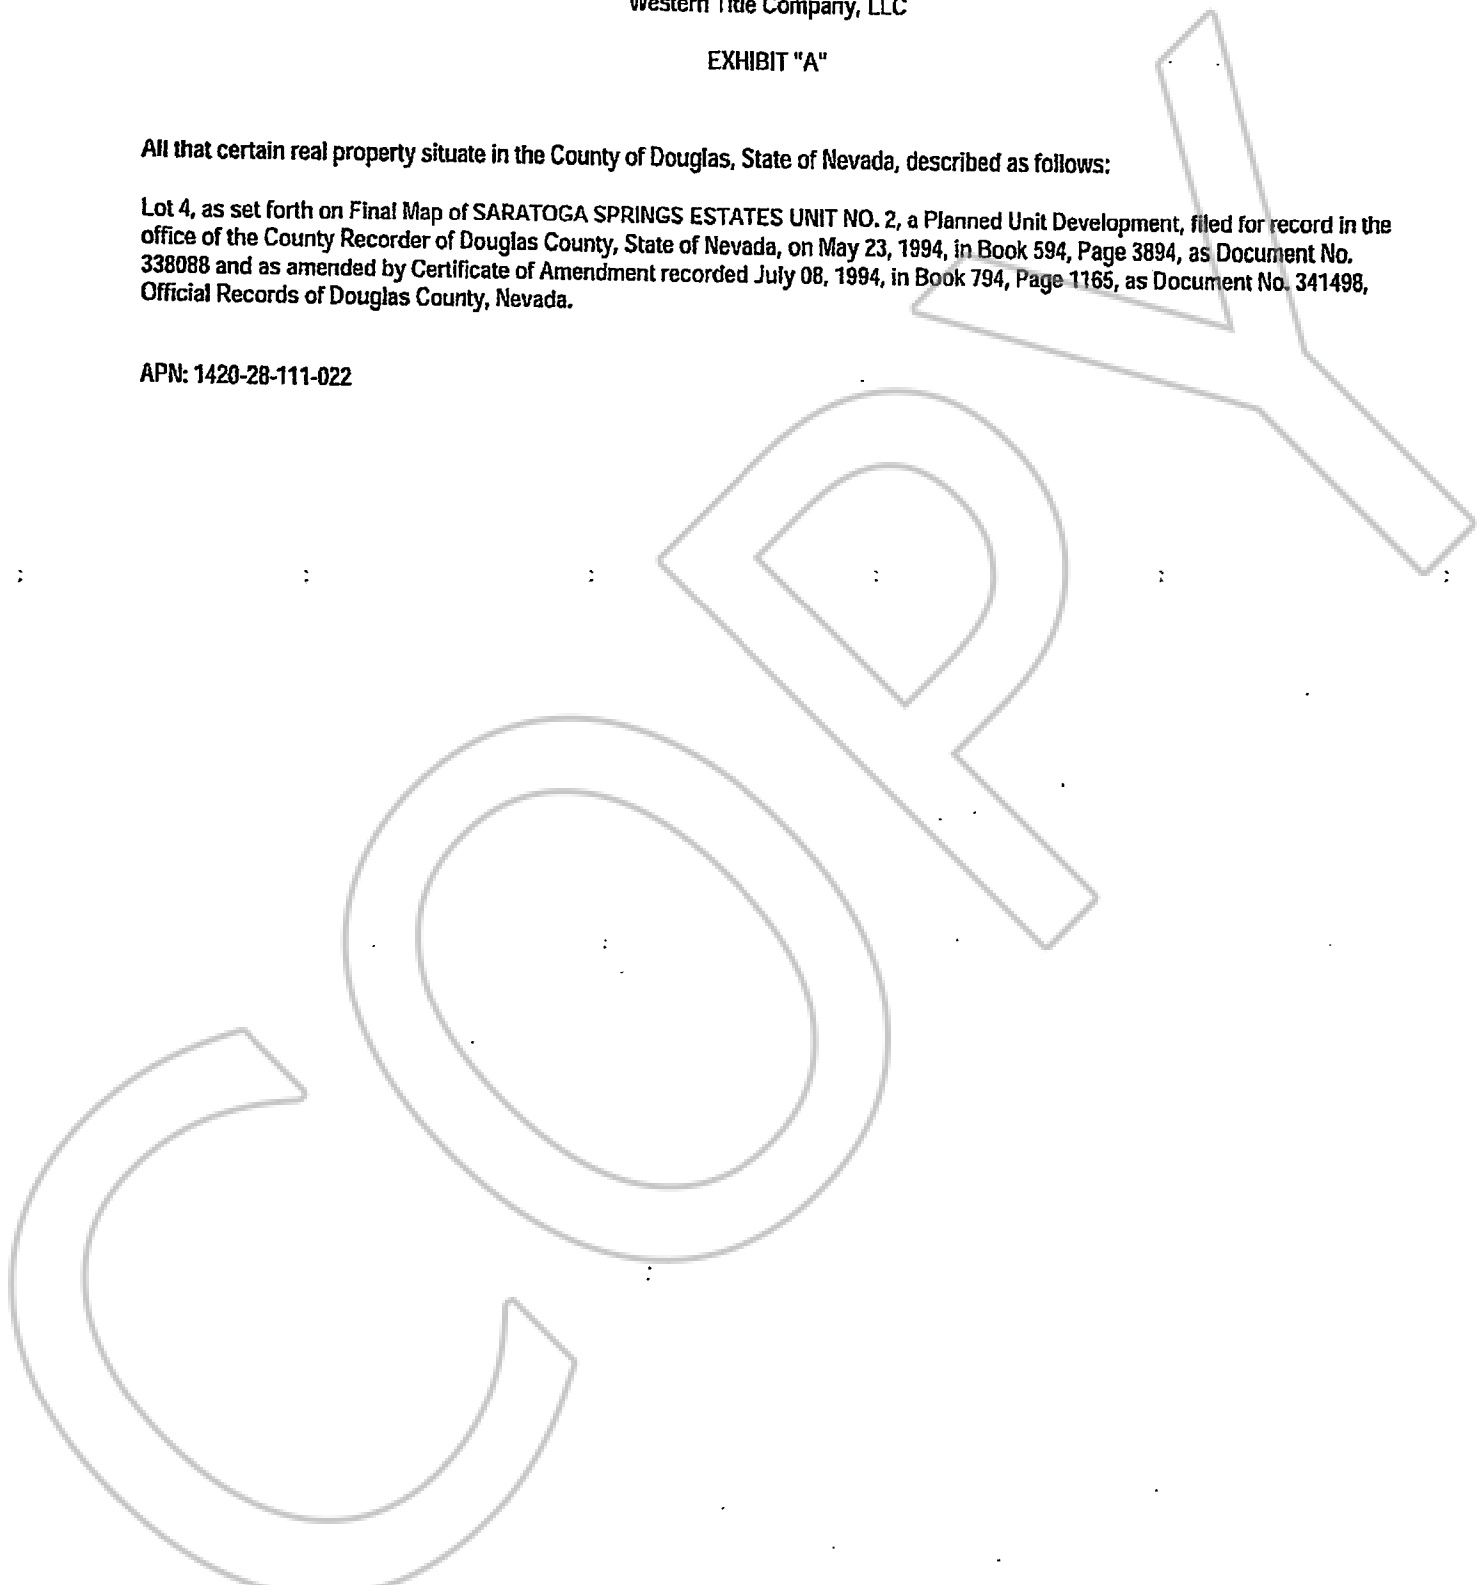 Western Title Company, LLC
EXHIBIT "A"
All that certain real property situate in the County of Douglas, State of Nevada, described as follows:
Lot 4, as set forth on Final Map of SARATOGA SPRINGS ESTATES UNIT NO. 2, a Planned Unit Development, filed for record in the
office of the County Recorder of Douglas County, State of Nevada, on May 23, 1994, in Book 594, Page 3894, as Document No.
338088 and as amended by Certificate of Amendment recorded July 08, 1994, in Book 794, Page 1165, as Document No. 341498,
Official Records of Douglas County, Nevada.
APN: 1420-28-111-022
COPY